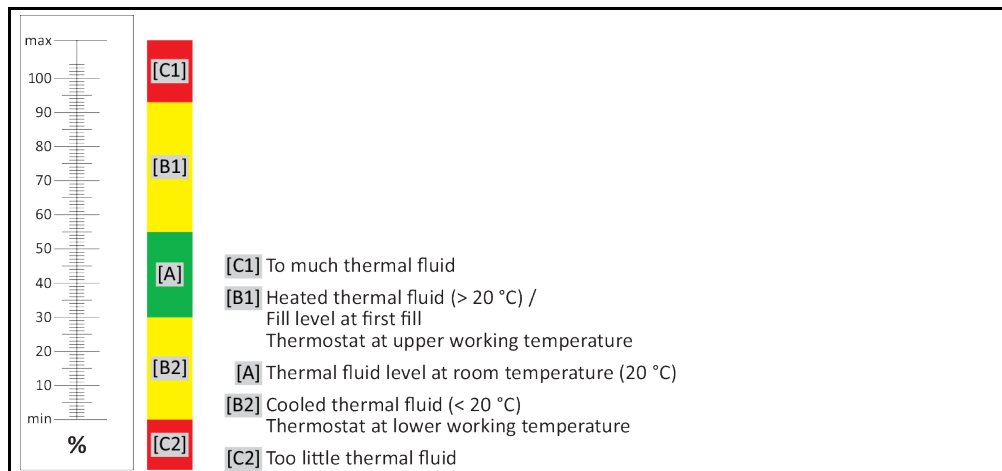 max
100
90
80
70
60
50
40
30
20
10
min
%
[C1]
[B1]
[A]
[B2]
[C2]
[C1] To much thermal fluid
[B1] Heated thermal fluid (> 20 °C) /
Fill level at first fill
Thermostat at upper working temperature
[A] Thermal fluid level at room temperature (20 °C)
[B2] Cooled thermal fluid (< 20 °C)
Thermostat at lower working temperature
[C2] Too little thermal fluid